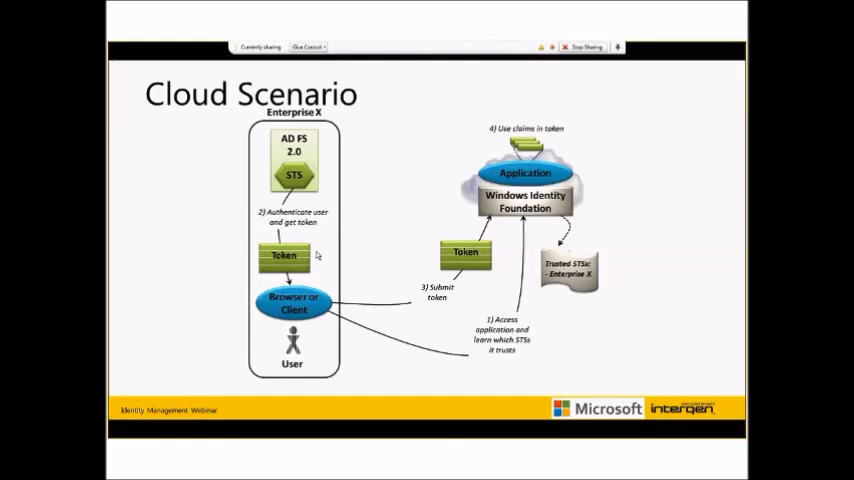 Currently sharing
Give Control
Stop Sharing
Cloud Scenario
Enterprise X
AD FS
2.0
STS
2) Authenticate user
and get token
Token
Browser or
Client
User
4) Use claims in token
Application
Windows Identity
Foundation
Token
Trusted STSs:
- Enterprise X
3) Submit
token
1) Access
application and
learn which STSs
it trusts
Identity Management Webinar
Microsoft
intergen